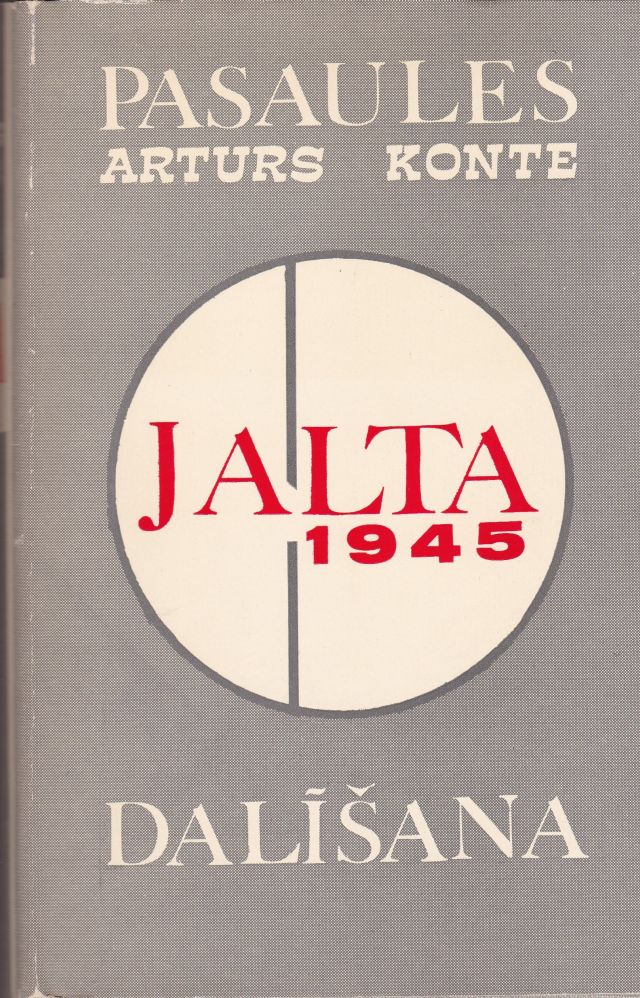 PASAULES
ARTURS KONTE
JALTA
1945
DALĪŠANA